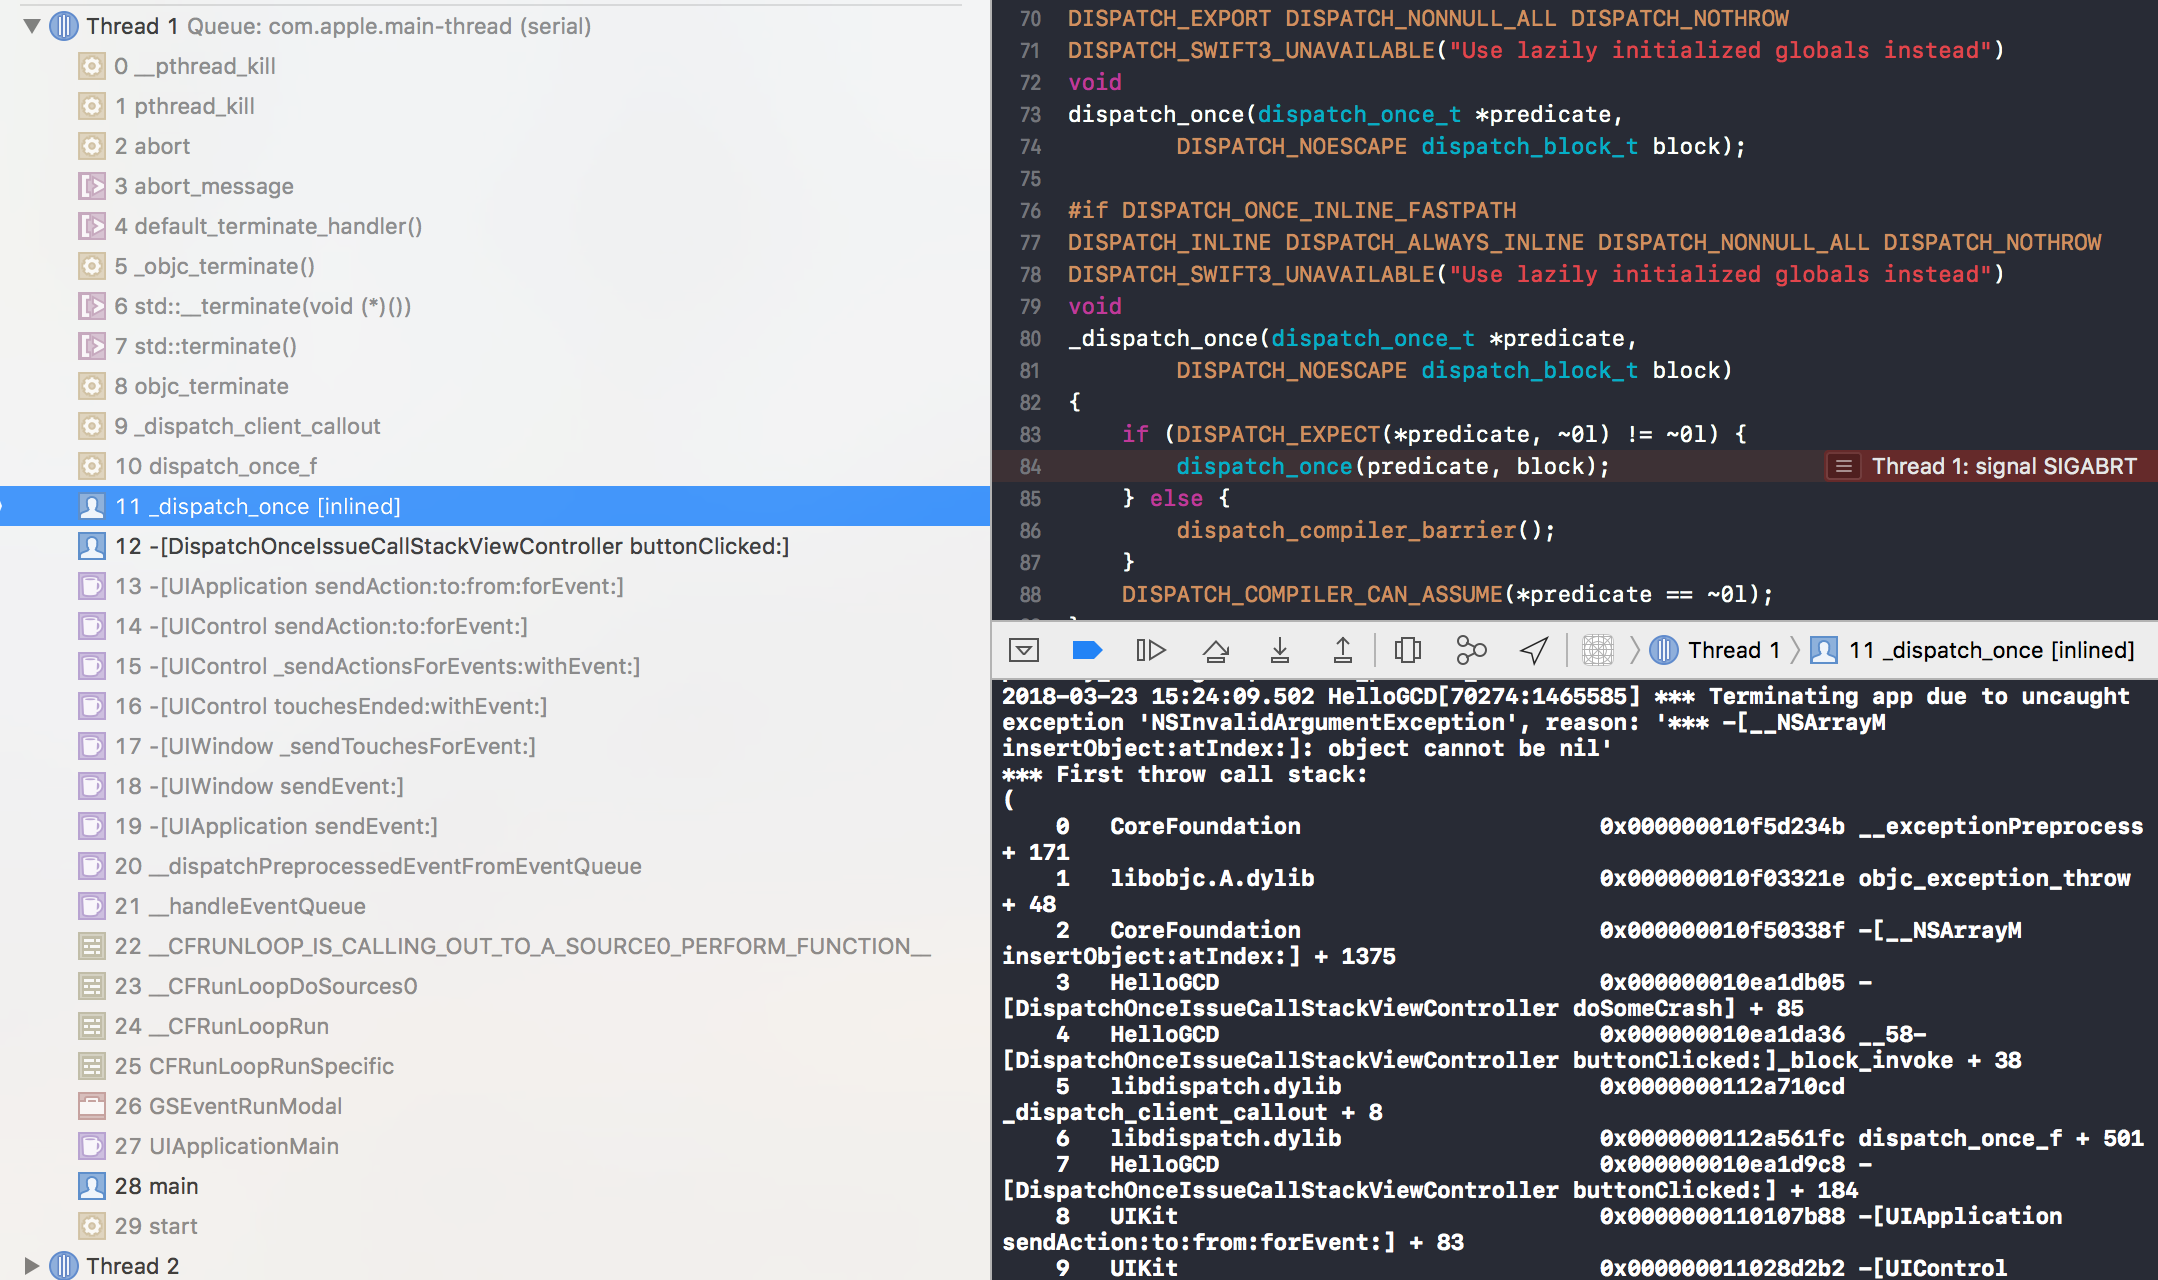 Thread 1 Queue: com.apple.main-thread (serial)
0 __pthread_kill
1 pthread_kill
2 abort
3 abort_message
4 default_terminate_handler()
5 _objc_terminate()
6 std::__terminate(void (*)())
7 std::terminate()
8 objc_terminate
9 _dispatch_client_callout
10 dispatch_once_f
11 _dispatch_once [inlined]
12 -[DispatchOnceIssueCallStackViewController buttonClicked:]
13 -[UIApplication sendAction:to:from:forEvent:]
14 -[UIControl sendAction:to:forEvent:]
15 -[UIControl _sendActionsForEvents:withEvent:]
16 -[UIControl touchesEnded:withEvent:]
17 -[UIWindow _sendTouchesForEvent:]
18 -[UIWindow sendEvent:]
19 -[UIApplication sendEvent:]
20 __dispatchPreprocessedEventFromEventQueue
21 __handleEventQueue
22 __CFRUNLOOP_IS_CALLING_OUT_TO_A_SOURCE0_PERFORM_FUNCTION__
23 __CFRunLoopDoSources0
24 __CFRunLoopRun
25 CFRunLoopRunSpecific
26 GSEventRunModal
27 UIApplicationMain
28 main
29 start
Thread 2
70 DISPATCH_EXPORT DISPATCH_NONNULL_ALL DISPATCH_NOTHROW
71 DISPATCH_SWIFT3_UNAVAILABLE("Use lazily initialized globals instead")
72 void
73 dispatch_once(dispatch_once_t *predicate,
74 DISPATCH_NOESCAPE dispatch_block_t block);
75
76 #if DISPATCH_ONCE_INLINE_FASTPATH
77 DISPATCH_INLINE DISPATCH_ALWAYS_INLINE DISPATCH_NONNULL_ALL DISPATCH_NOTHROW
78 DISPATCH_SWIFT3_UNAVAILABLE("Use lazily initialized globals instead")
79 void
80 _dispatch_once(dispatch_once_t *predicate,
81 DISPATCH_NOESCAPE dispatch_block_t block)
82 {
83 if (DISPATCH_EXPECT(*predicate, ~0l) != ~0l) {
84 dispatch_once(predicate, block); Thread 1: signal SIGABRT
85 } else {
86 dispatch_compiler_barrier();
87 }
88 DISPATCH_COMPILER_CAN_ASSUME(*predicate == ~0l);
Thread 1 11 _dispatch_once [inlined]
2018-03-23 15:24:09.502 HelloGCD[70274:1465585] *** Terminating app due to uncaught
exception 'NSInvalidArgumentException', reason: '*** -[__NSArrayM
insertObject:atIndex:]: object cannot be nil'
*** First throw call stack:
(
0 CoreFoundation 0x000000010f5d234b __exceptionPreprocess
+ 171
1 libobjc.A.dylib 0x000000010f03321e objc_exception_throw
+ 48
2 CoreFoundation 0x000000010f50338f -[__NSArrayM
insertObject:atIndex:] + 1375
3 HelloGCD 0x000000010ea1db05 -
[DispatchOnceIssueCallStackViewController doSomeCrash] + 85
4 HelloGCD 0x000000010ea1da36 __58-
[DispatchOnceIssueCallStackViewController buttonClicked:]_block_invoke + 38
5 libdispatch.dylib 0x0000000112a710cd
_dispatch_client_callout + 8
6 libdispatch.dylib 0x0000000112a561fc dispatch_once_f + 501
7 HelloGCD 0x000000010ea1d9c8 -
[DispatchOnceIssueCallStackViewController buttonClicked:] + 184
8 UIKit 0x0000000110107b88 -[UIApplication
sendAction:to:from:forEvent:] + 83
9 UIKit 0x000000011028d2b2 -[UIControl